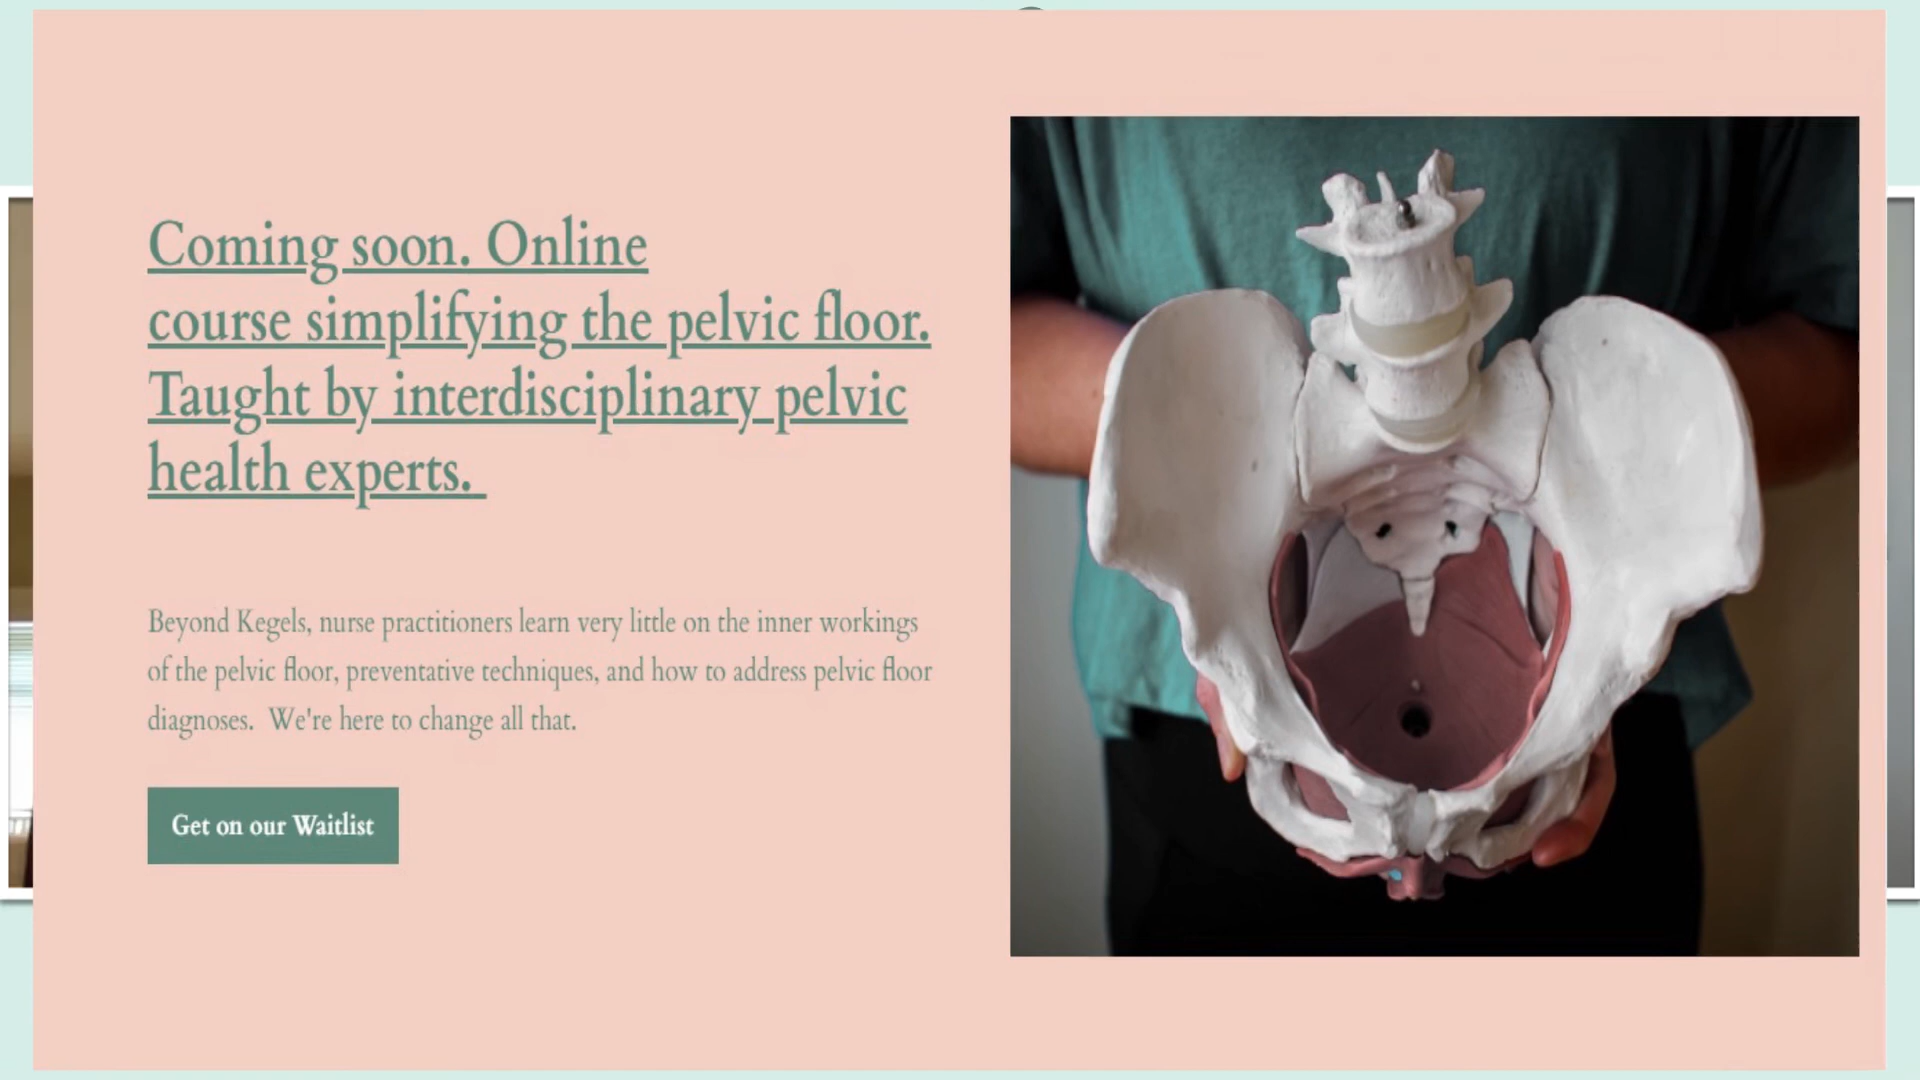 Coming soon. Online
course simplifying the pelvic floor.
Taught by interdisciplinary pelvic
health experts.
Beyond Kegels, nurse practitioners learn very little on the inner workings
of the pelvic floor, preventative techniques, and how to address pelvic floor
diagnoses.  We're here to change all that.
Get on our Waitlist